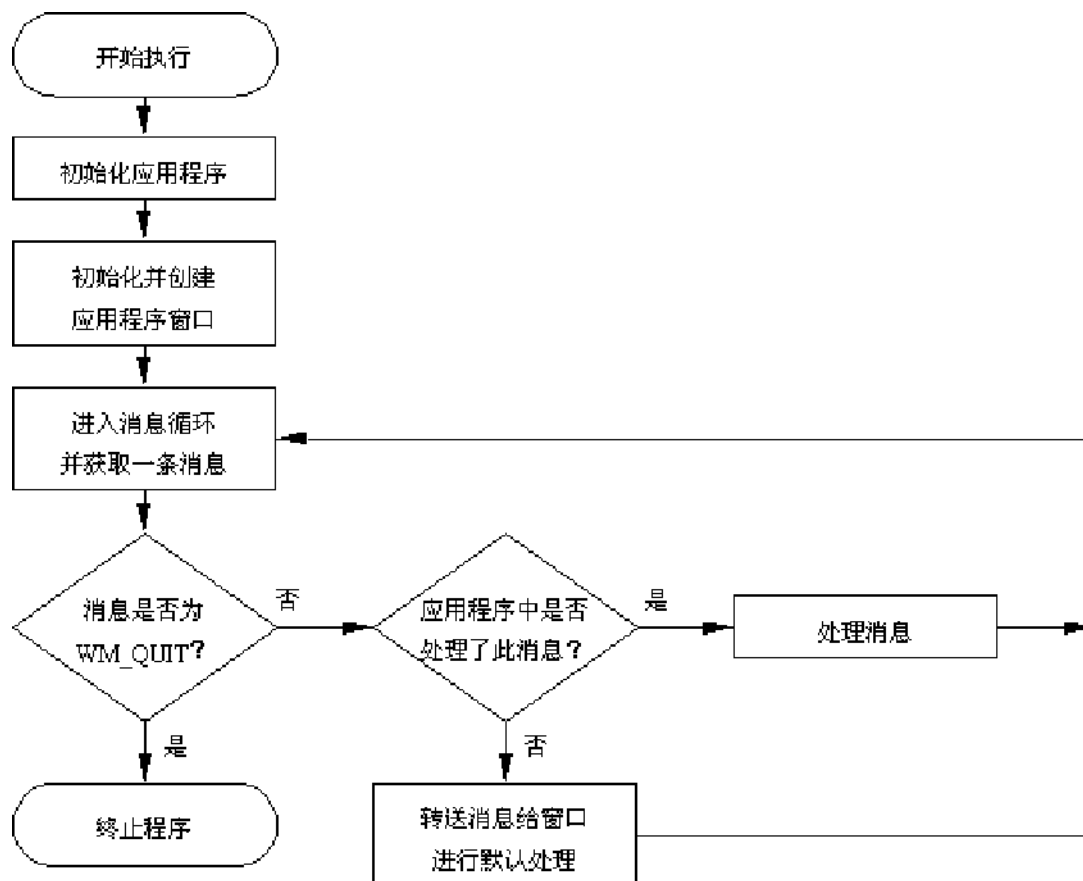 开始执行
初始化应用程序
初始化并创建
应用程序窗口
进入消息循环
并获取一条消息
消息是否为
WM_QUIT?
否
应用程序中是否
处理了此消息?
是
处理消息
是
否
终止程序
转送消息给窗口
进行默认处理